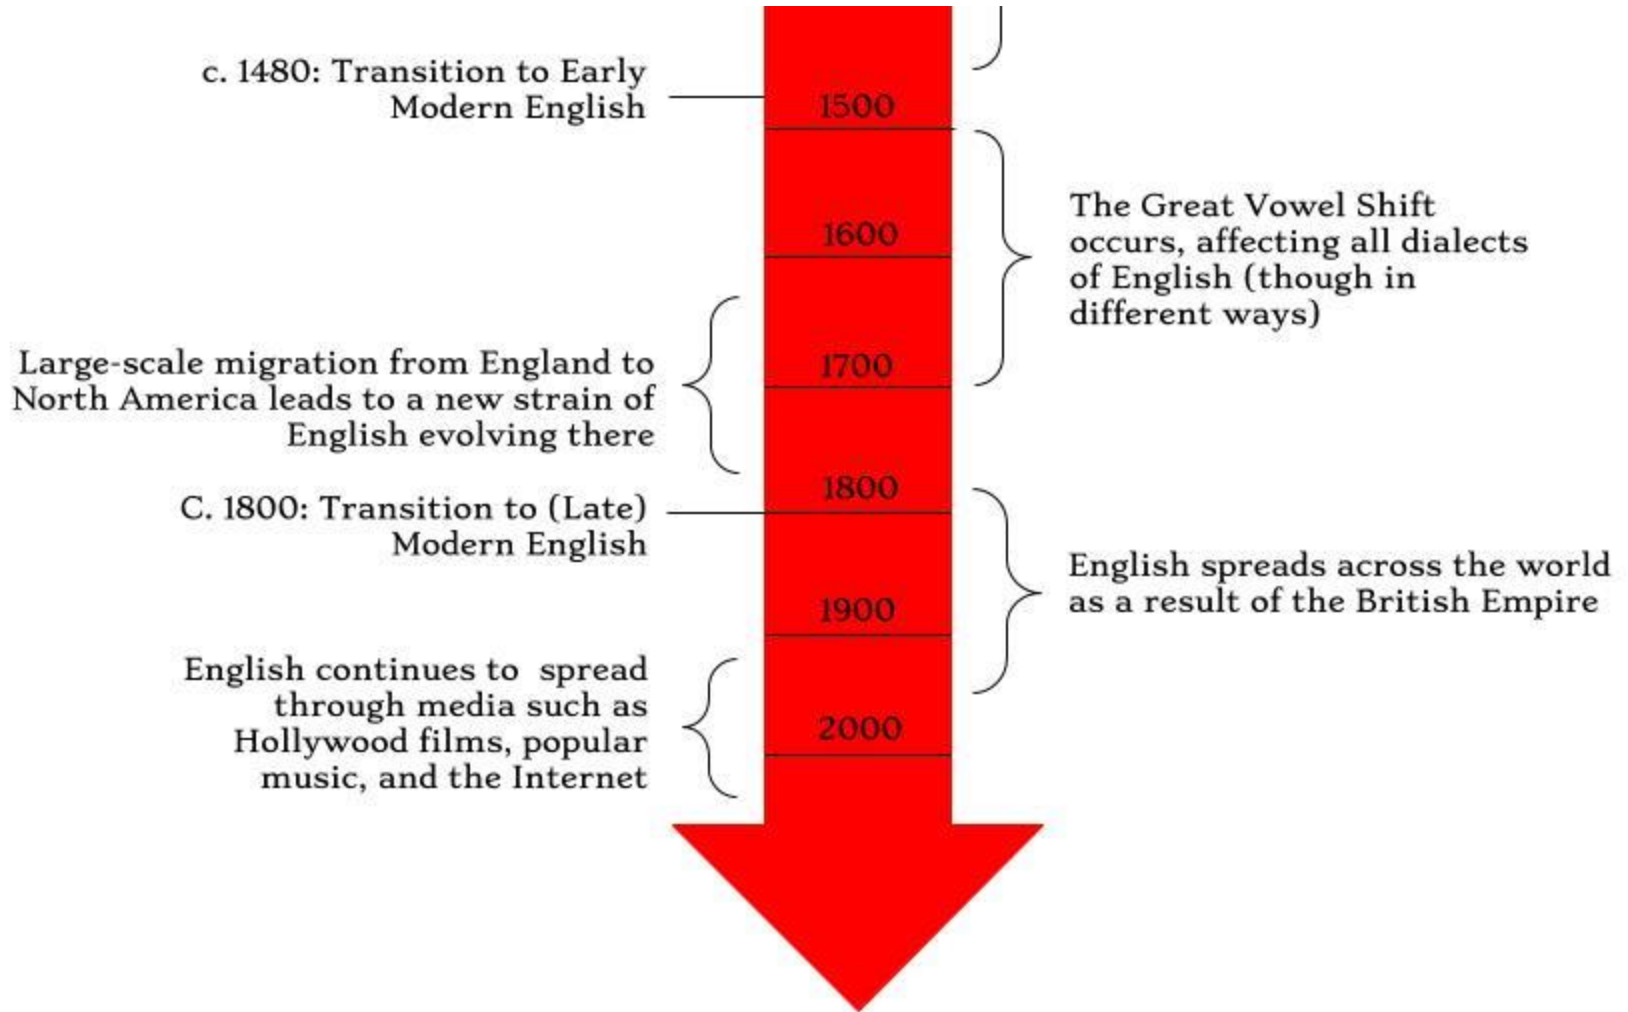 c. 1480: Transition to Early
Modern English
1500
The Great Vowel Shift
occurs, affecting all dialects
of English (though in
different ways)
1600
Large-scale migration from England to
North America leads to a new strain of
English evolving there
1700
1800
C. 1800: Transition to (Late)
Modern English
English spreads across the world
as a result of the British Empire
1900
English continues to  spread
through media such as
Hollywood films, popular
music, and the Internet
2000